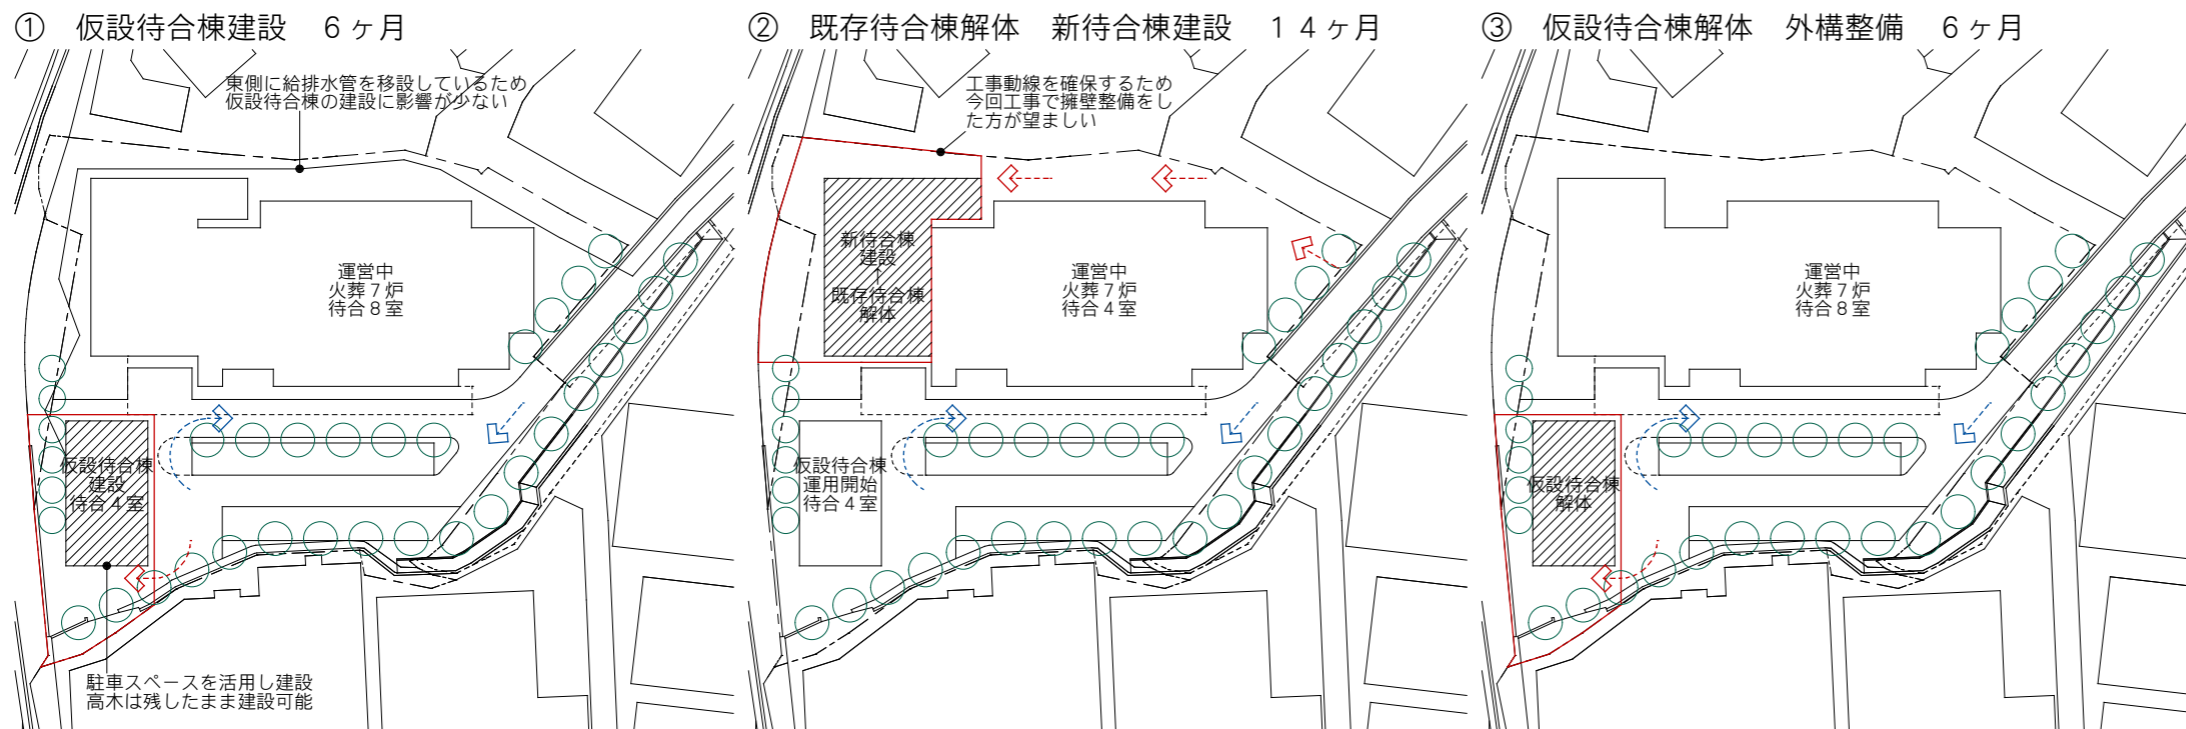 ① 仮設待合棟建設 6ヶ月
東側に給排水管を移設しているため
仮設待合棟の建設に影響が少ない
運営中
火葬7炉
待合8室
仮設待合棟
建設
待合4室
駐車スペースを活用し建設
高木は残したまま建設可能
② 既存待合棟解体 新待合棟建設 14ヶ月
工事動線を確保するため
今回工事で擁壁整備をし
た方が望ましい
新待合棟
建設
↑
既存待合棟
解体
運営中
火葬7炉
待合4室
仮設待合棟
運用開始
待合4室
③ 仮設待合棟解体 外構整備 6ヶ月
運営中
火葬7炉
待合8室
仮設待合棟
解体